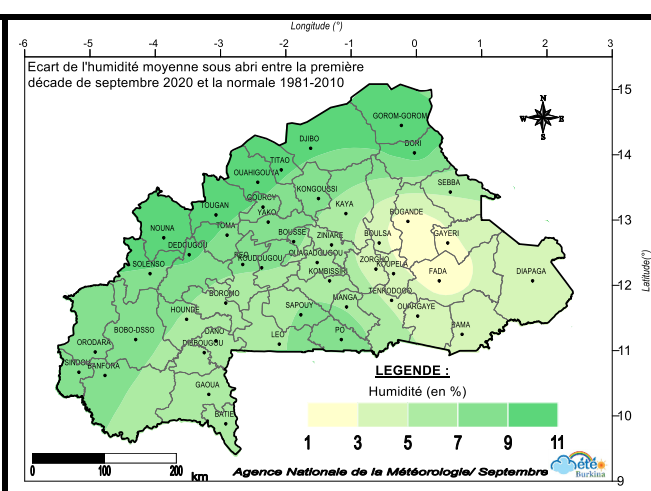 Longitude (°)
-6 -5 -4 -3 -2 -1 0 1 2 3
Ecart de l'humidité moyenne sous abri entre la première
décade de septembre 2020 et la normale 1981-2010
15
N
W E
S
GOROM-GOROM
DJIBO
DORI
14
TITAO
OUAHIGOUYA
SEBBA
KONGOUSSI
GOURCY
KAYA
TOUGAN
YAKO
BOGANDE
13
TOMA
NOUNA
BOUSSE
ZINIARE
BOULSA
GAYERI
DEDOUGOU
OUAGADOUGOU
REO
KOUDOUGOU
ZORGHO
KOUPELA
SOLENSO
KOMBISSIRI
FADA
DIAPAGA
Latitude(°)
12
BOROMO
MANGA
TENKODOGO
SAPOUY
OUARGAYE
HOUNDE
BOBO-DSSO
DANO
LEO
PO
PAMA
ORODARA
DIEBOUGOU
11
SINDOU
BANFORA
LEGENDE :
GAOUA
Humidité (en %)
BATIE
10
1 3 5 7 9 11
0 100 200
km
Agence Nationale de la Météorologie/ Septembre
météo
Burkina
9